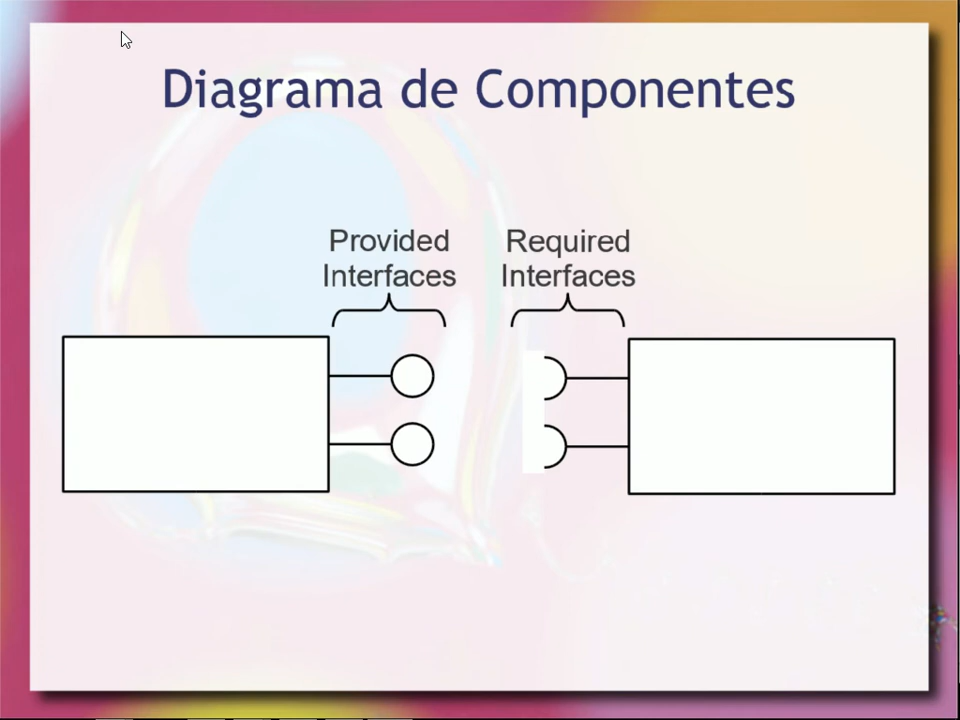 Diagrama de Componentes
Provided
Interfaces
Required
Interfaces